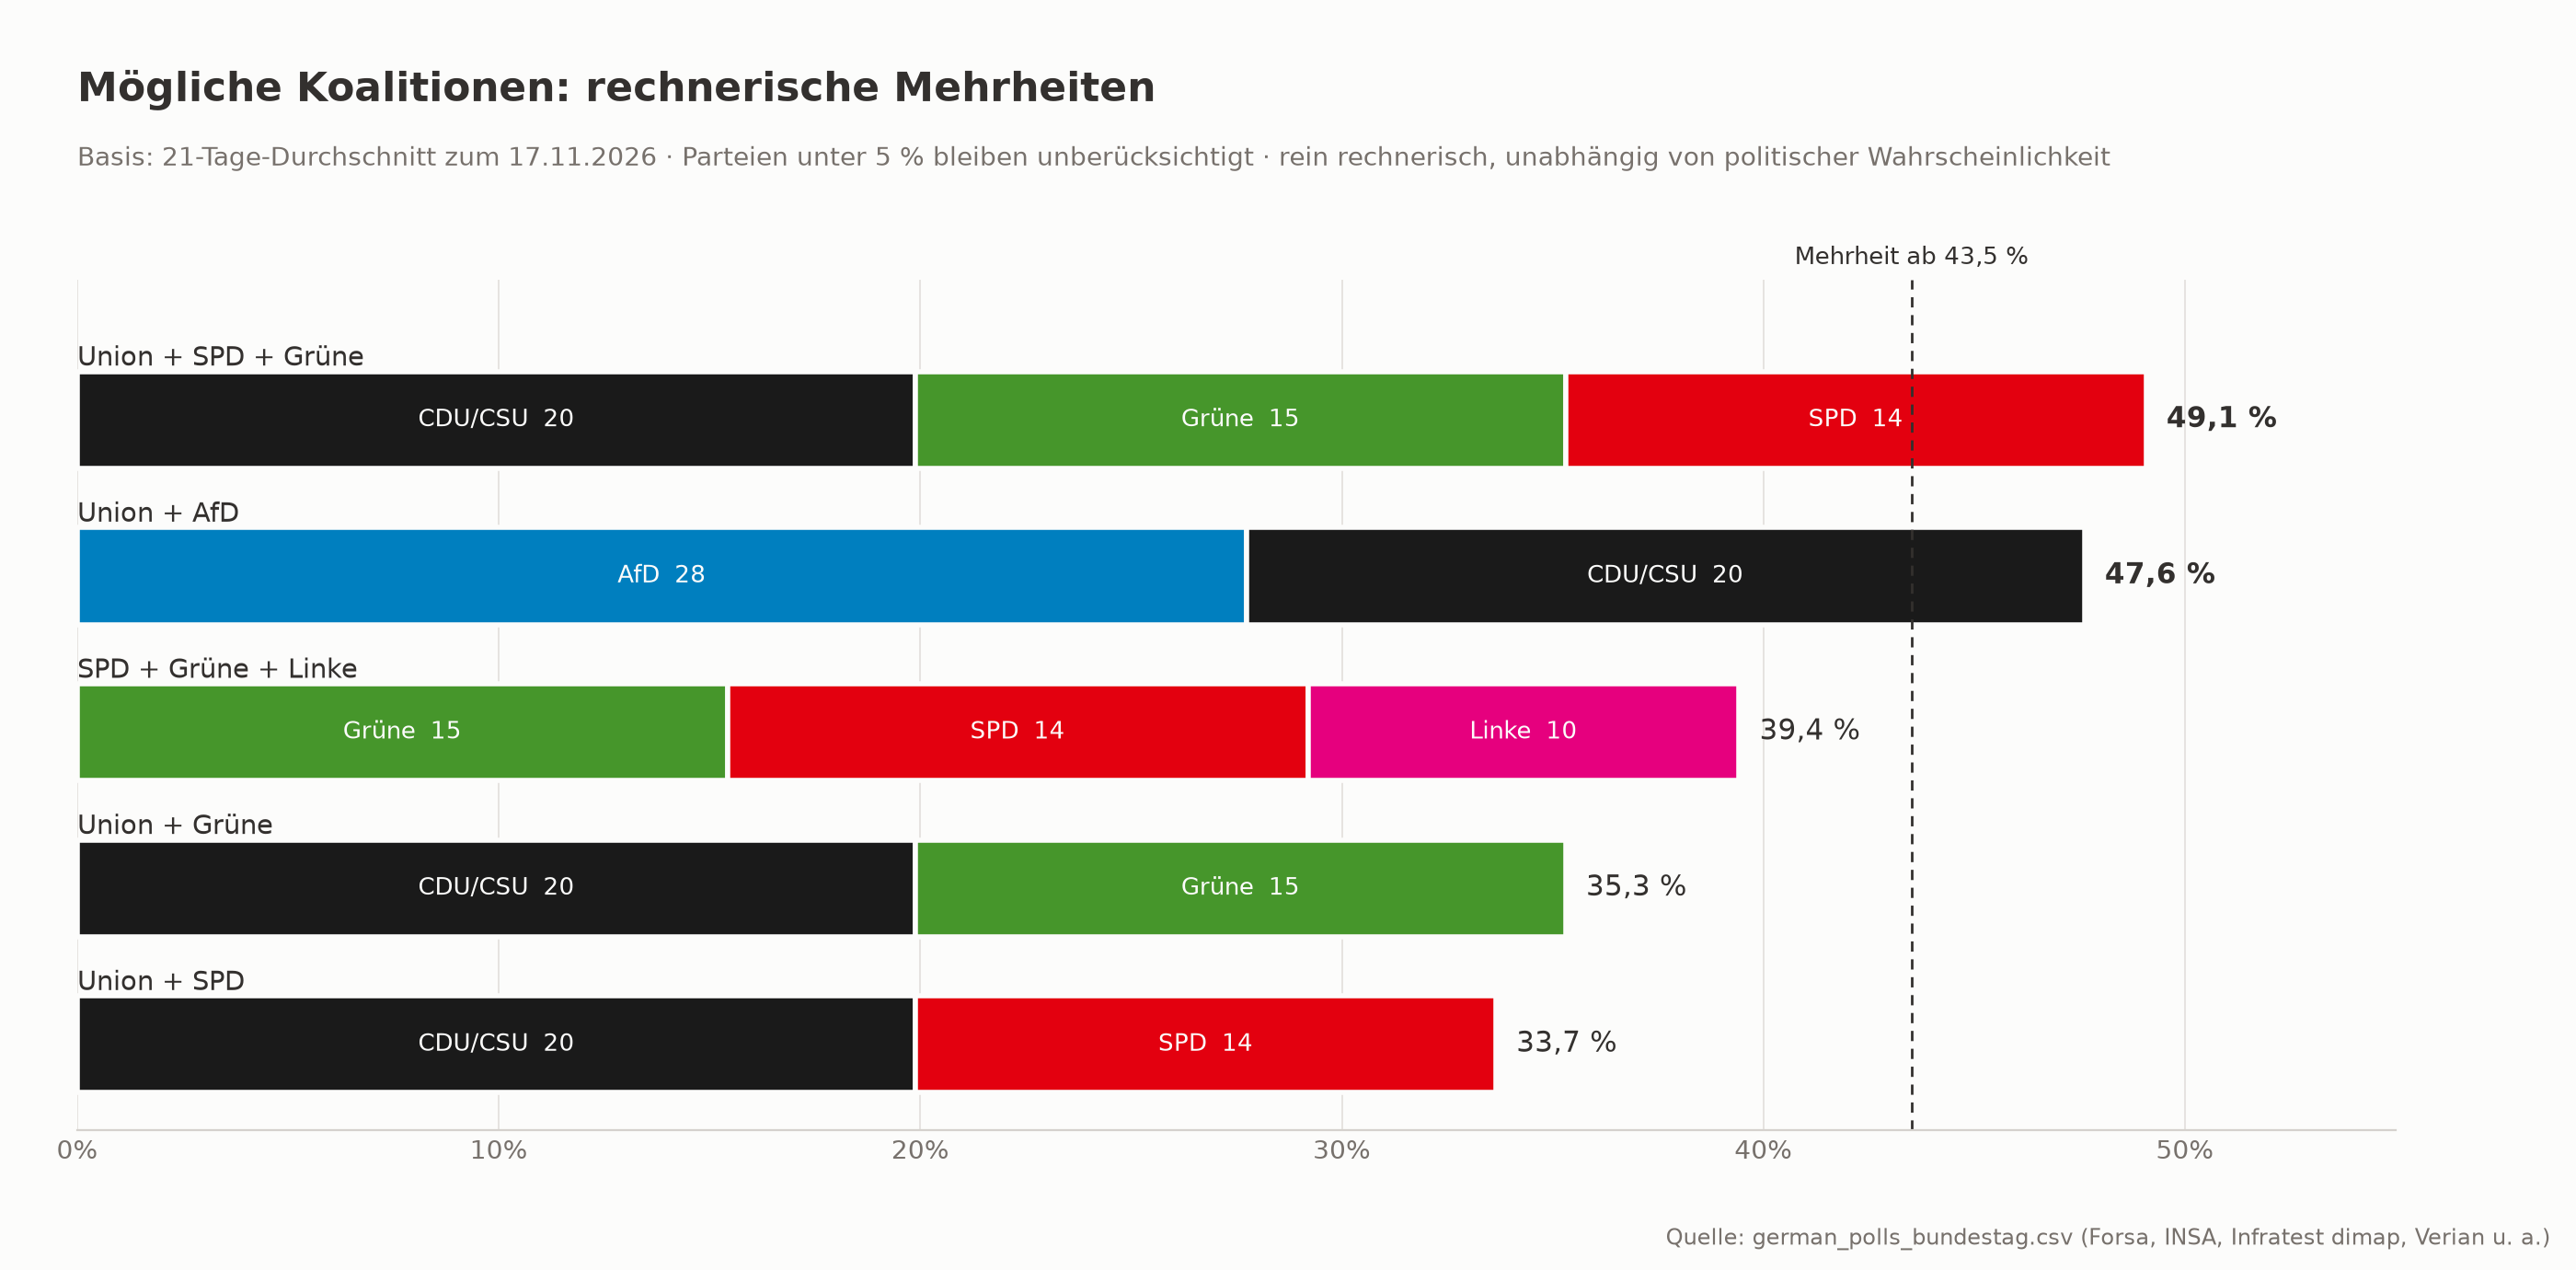 Mögliche Koalitionen: rechnerische Mehrheiten
Basis: 21-Tage-Durchschnitt zum 17.11.2026 · Parteien unter 5 % bleiben unberücksichtigt · rein rechnerisch, unabhängig von politischer Wahrscheinlichkeit
Mehrheit ab 43,5 %
Union + SPD + Grüne
CDU/CSU 20 Grüne 15 SPD 14 49,1 %
Union + AfD
AfD 28 CDU/CSU 20 47,6 %
SPD + Grüne + Linke
Grüne 15 SPD 14 Linke 10 39,4 %
Union + Grüne
CDU/CSU 20 Grüne 15 35,3 %
Union + SPD
CDU/CSU 20 SPD 14 33,7 %
0% 10% 20% 30% 40% 50%
Quelle: german_polls_bundestag.csv (Forsa, INSA, Infratest dimap, Verian u. a.)